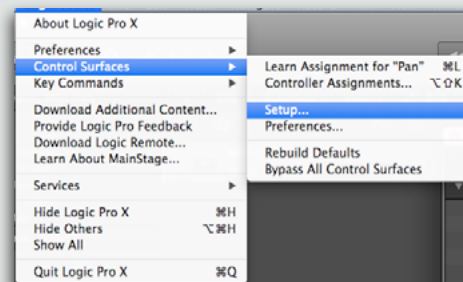 About Logic Pro X
Preferences
Control Surfaces
Key Commands
Download Additional Content...
Provide Logic Pro Feedback
Download Logic Remote...
Learn About MainStage...
Services
Hide Logic Pro X ⌘H
Hide Others ⌥⌘H
Show All
Quit Logic Pro X ⌘Q
Learn Assignment for "Pan" ⌘L
Controller Assignments... ⌥⇧K
Setup...
Preferences...
Rebuild Defaults
Bypass All Control Surfaces